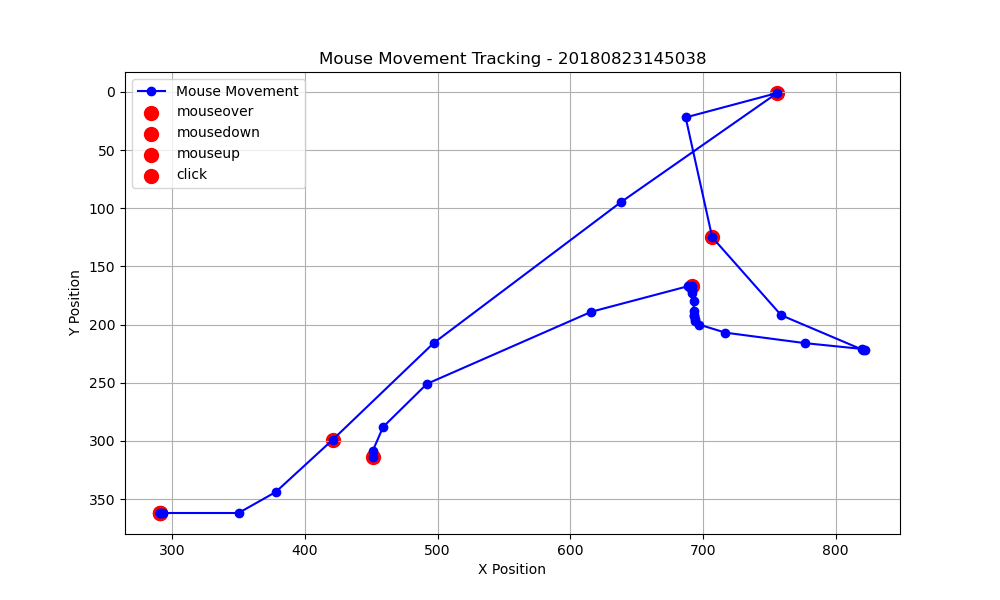 Mouse Movement Tracking - 20180823145038
Mouse Movement
mouseover
mousedown
mouseup
click
Y Position
0
50
100
150
200
250
300
350
300 400 500 600 700 800
X Position